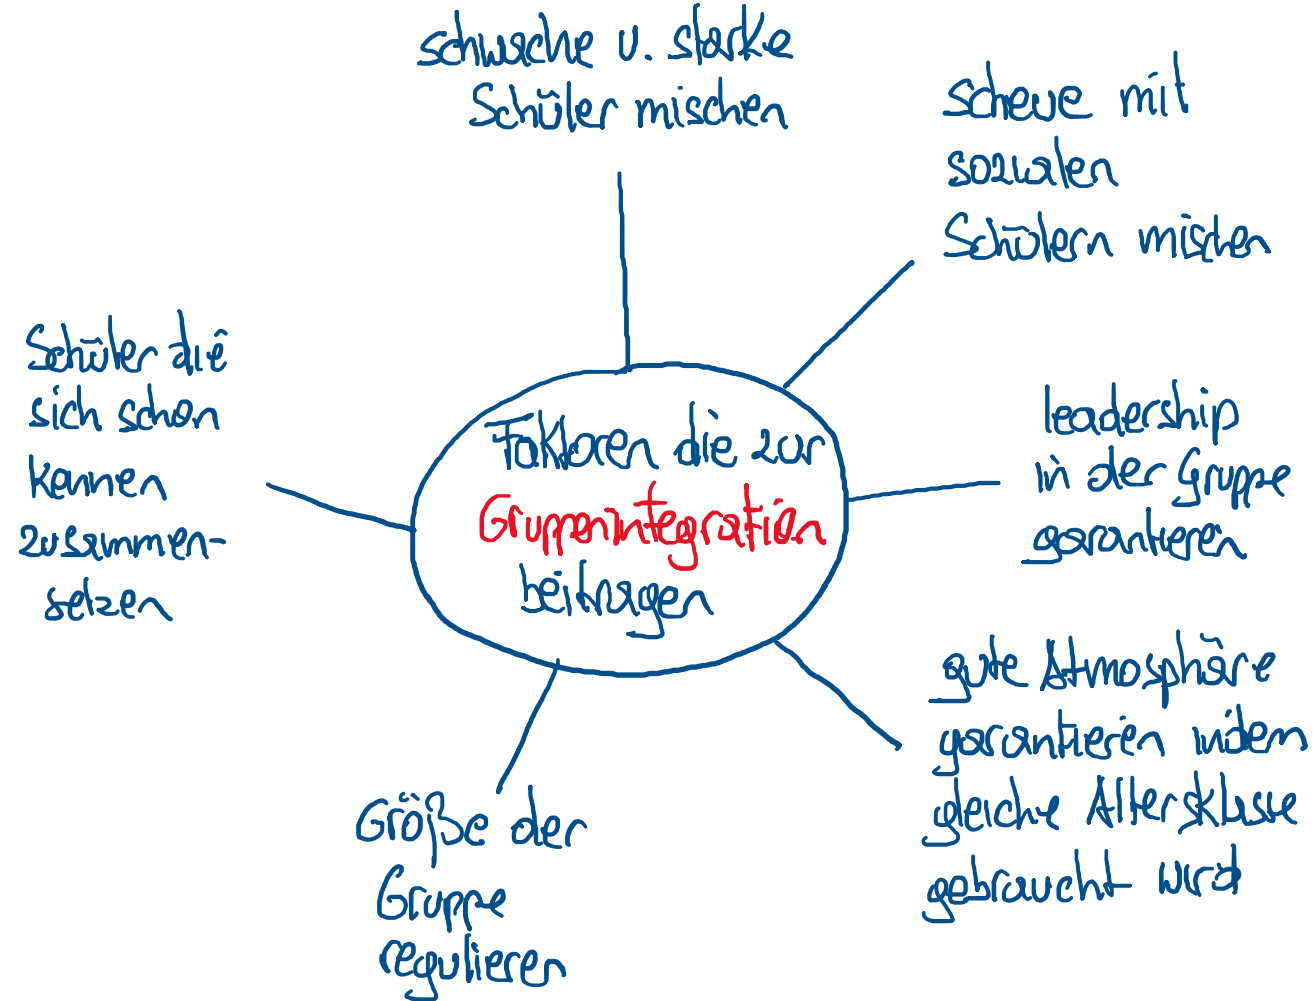 schwache u. starke
Schüler mischen
scheue mit
sozialen
Schülern mischen
Schüler die
sich schon
kennen
zusammen-
setzen
Faktoren die zur
Gruppenintegration
beitragen
leadership
in der Gruppe
garantieren
gute Atmosphäre
garantieren indem
gleiche Altersklasse
gebraucht wird
Größe der
Gruppe
regulieren